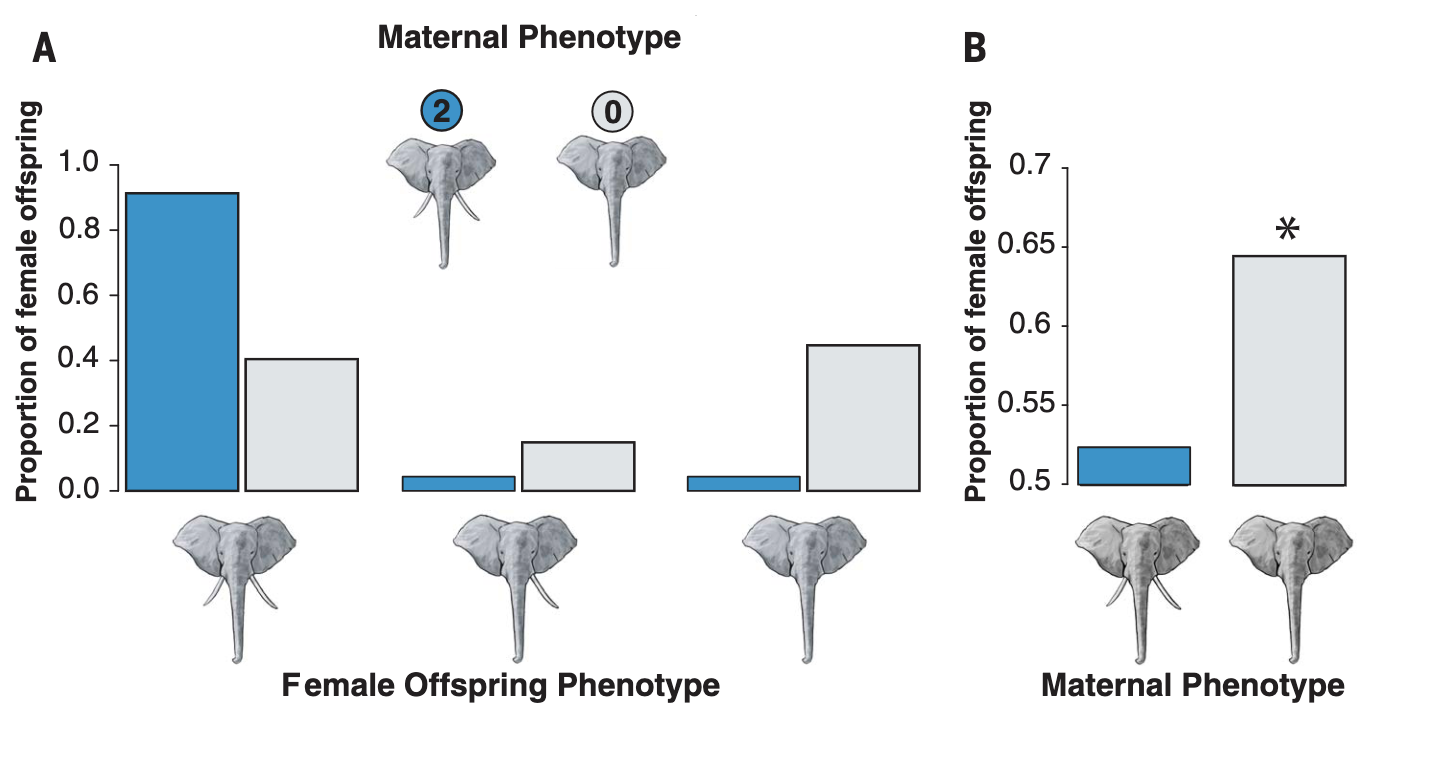 A
Maternal Phenotype
2
0
Proportion of female offspring
1.0
0.8
0.6
0.4
0.2
0.0
Female Offspring Phenotype
B
Proportion of female offspring
0.7
0.65
0.6
0.55
0.5
*
Maternal Phenotype